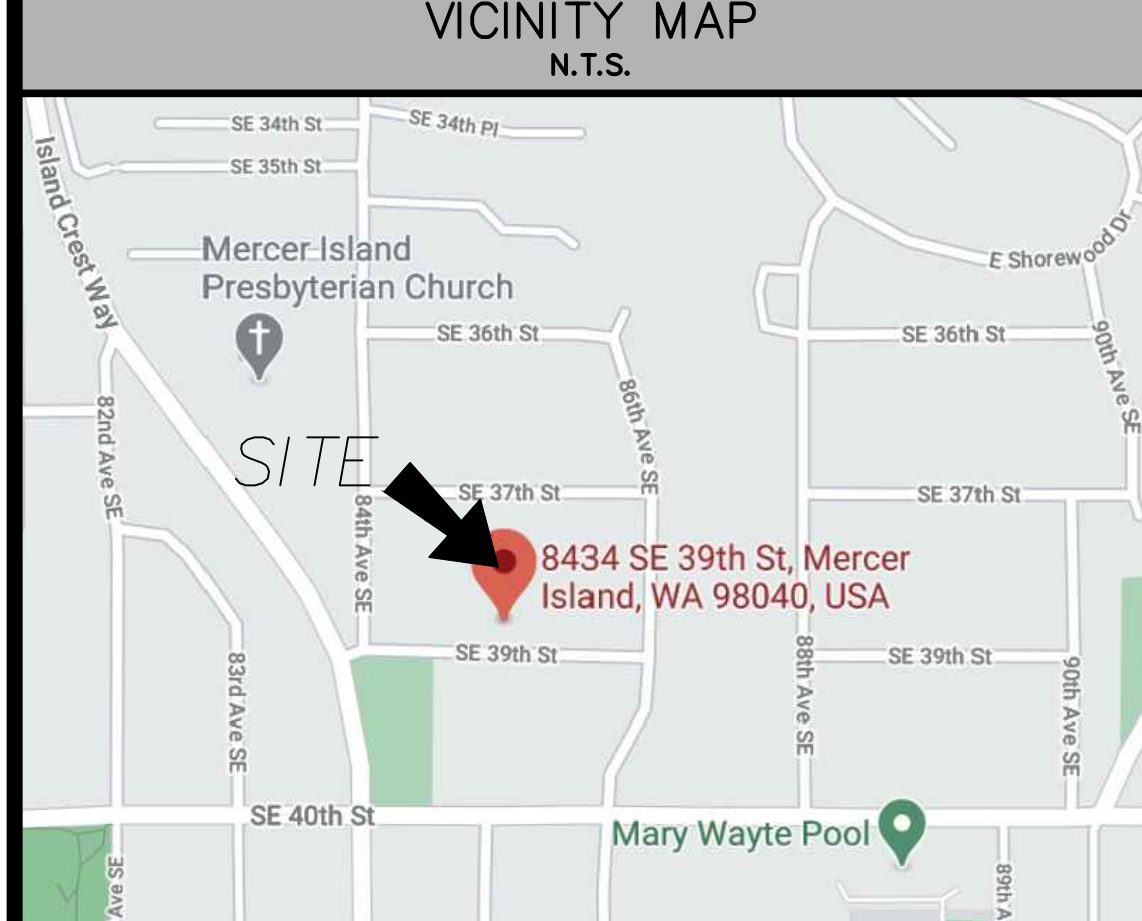 VICINITY MAP
N.T.S.
SE 34th St
SE 34th Pl
SE 35th St
Island Crest Way
Mercer Island
Presbyterian Church
E Shorewood Dr
SE 36th St
SE 36th St
90th Ave SE
86th Ave SE
82nd Ave SE
SITE
SE 37th St
SE 37th St
84th Ave SE
8434 SE 39th St, Mercer
Island, WA 98040, USA
SE 39th St
SE 39th St
83rd Ave SE
88th Ave SE
90th Ave SE
SE 40th St
Mary Wayte Pool
Ave SE
89th A